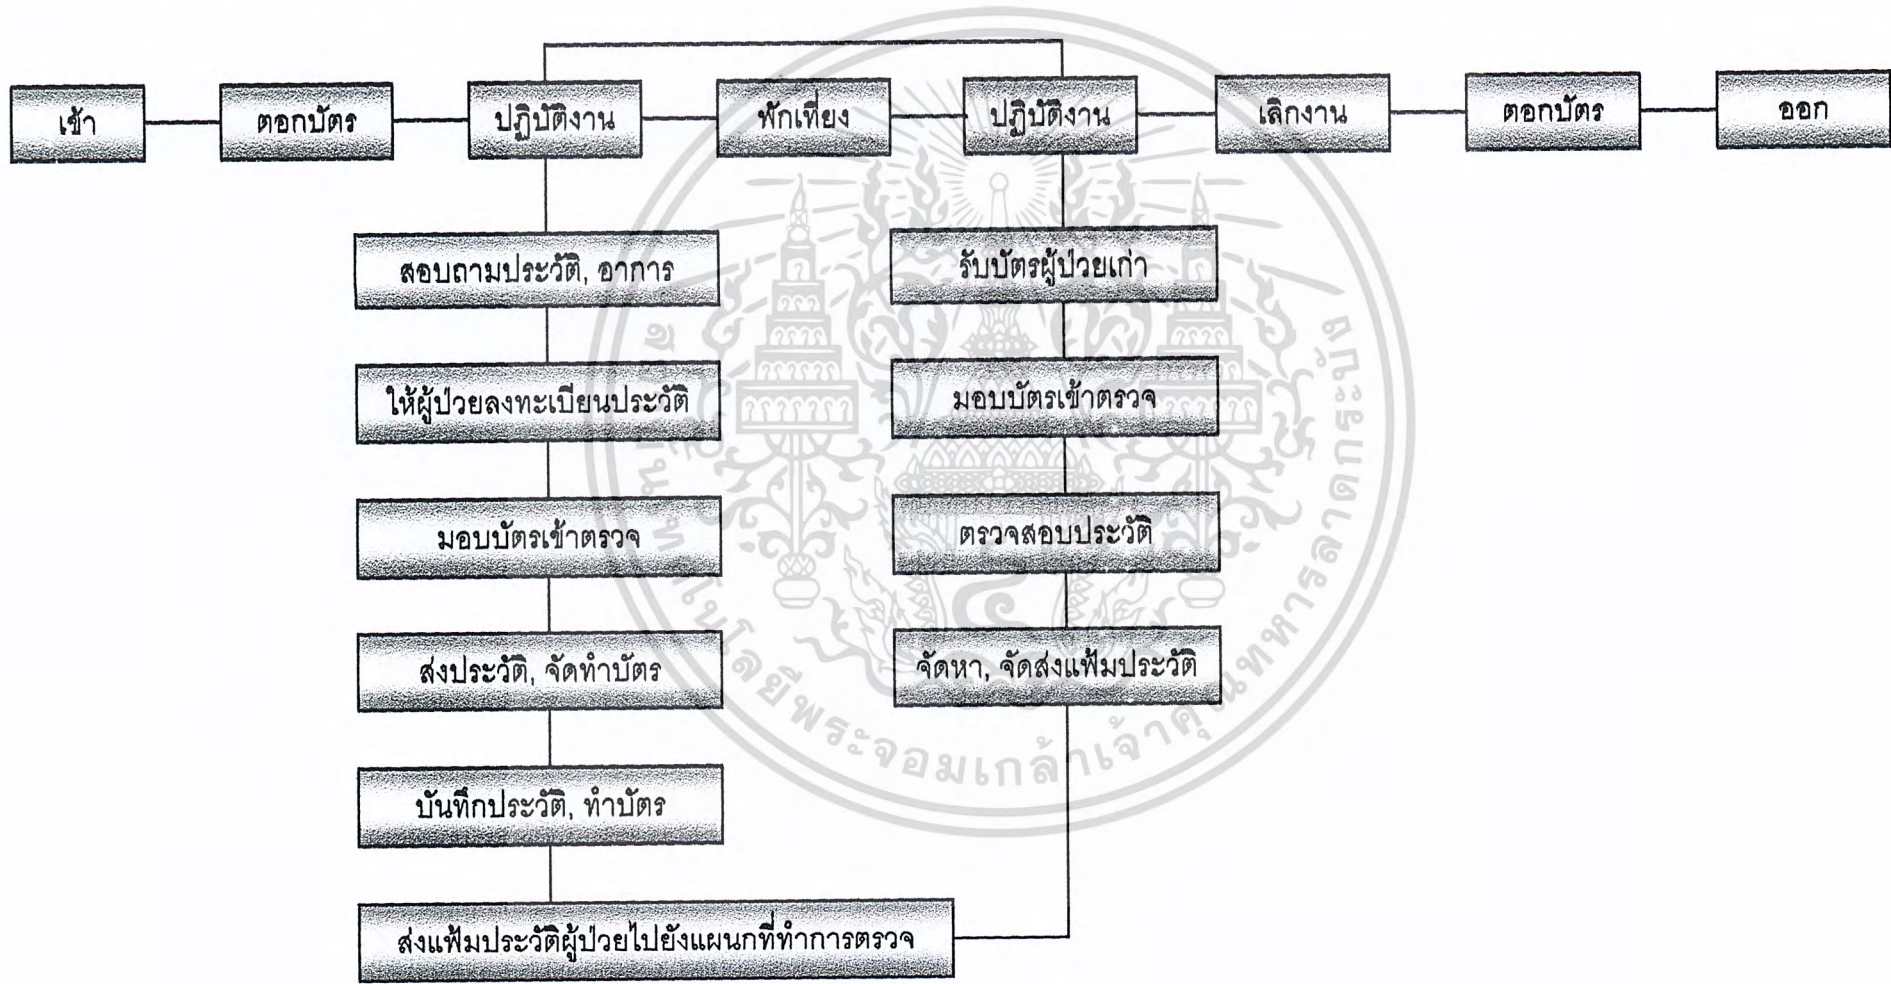 เข้า
ตอกบัตร
ปฏิบัติงาน
พักเที่ยง
ปฏิบัติงาน
เลิกงาน
ตอกบัตร
ออก
สอบถามประวัติ, อาการ
ให้ผู้ป่วยลงทะเบียนประวัติ
มอบบัตรเข้าตรวจ
ส่งประวัติ, จัดทำบัตร
บันทึกประวัติ, ทำบัตร
รับบัตรผู้ป่วยเก่า
มอบบัตรเข้าตรวจ
ตรวจสอบประวัติ
จัดหา, จัดส่งแฟ้มประวัติ
ส่งแฟ้มประวัติผู้ป่วยไปยังแผนกที่ทำการตรวจ